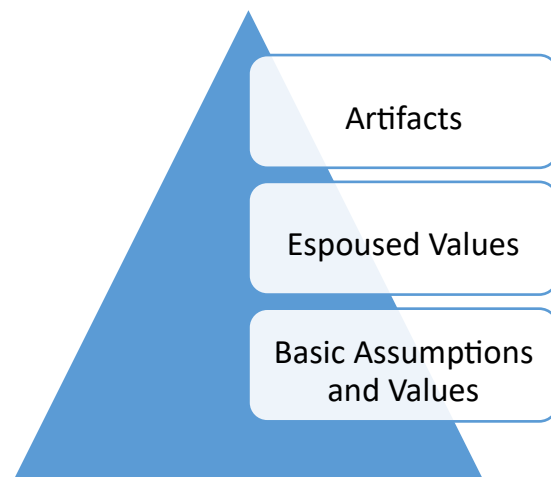 Artifacts
Espoused Values
Basic Assumptions
and Values